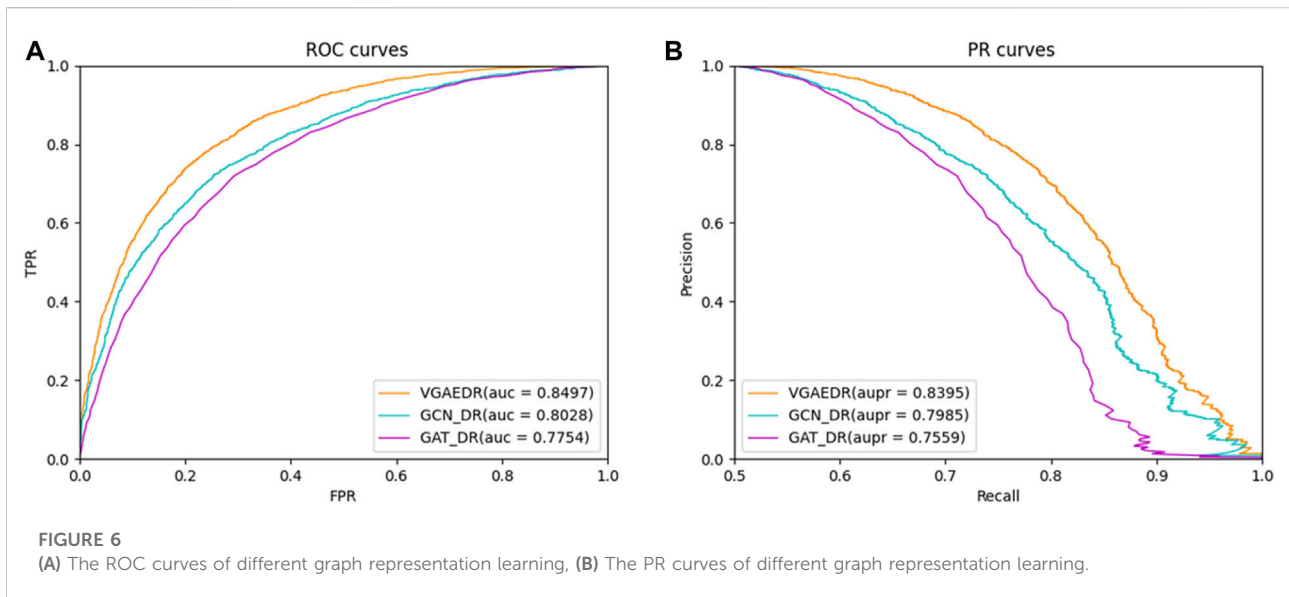 A
ROC curves
1.0
0.8
0.6
0.4
0.2
0.0
TPR
0.0
0.2
0.4
0.6
0.8
1.0
FPR
VGAEDR(auc = 0.8497)
GCN_DR(auc = 0.8028)
GAT_DR(auc = 0.7754)
B
PR curves
1.0
0.8
0.6
0.4
0.2
0.0
Precision
0.5
0.6
0.7
0.8
0.9
1.0
Recall
VGAEDR(aupr = 0.8395)
GCN_DR(aupr = 0.7985)
GAT_DR(aupr = 0.7559)
FIGURE 6
(A) The ROC curves of different graph representation learning, (B) The PR curves of different graph representation learning.